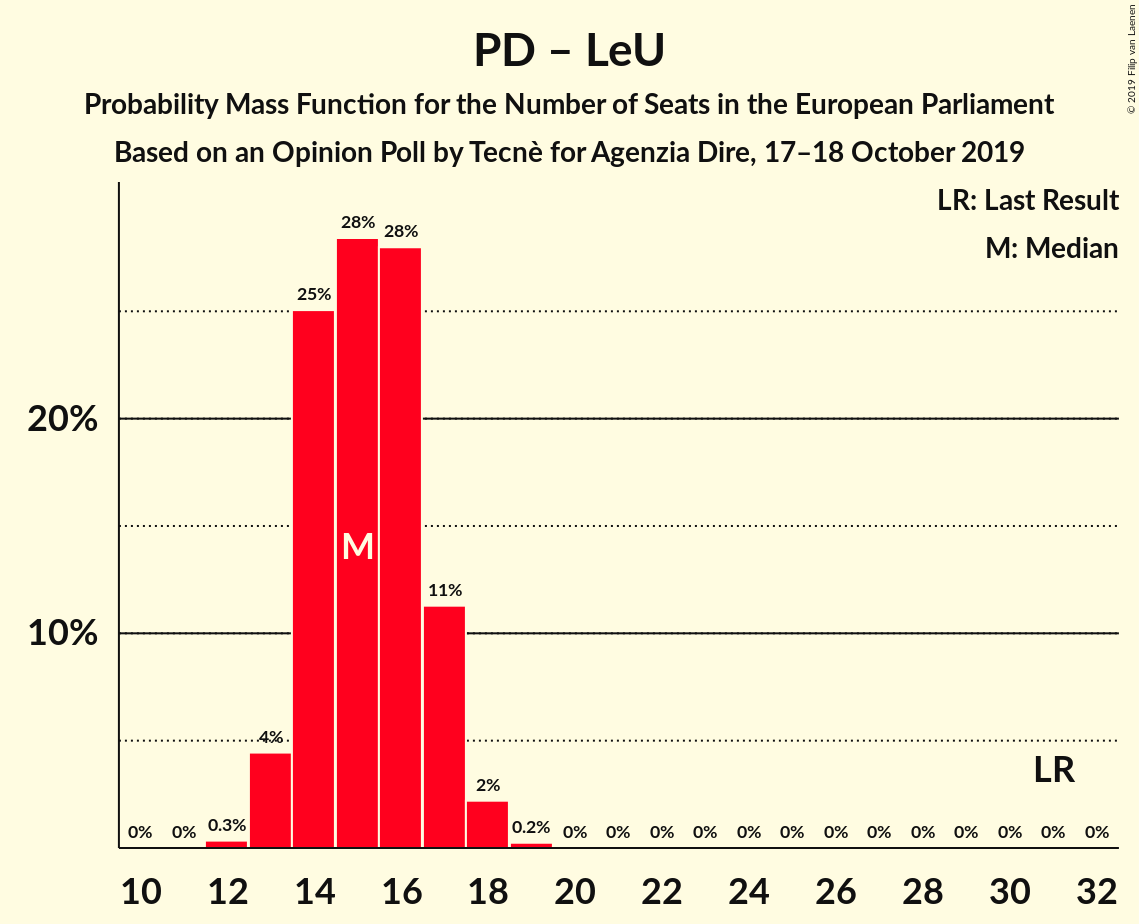 PD – LeU
Probability Mass Function for the Number of Seats in the European Parliament
Based on an Opinion Poll by Tecnè for Agenzia Dire, 17–18 October 2019
© 2019 Filip van Laenen
LR: Last Result
M: Median
28%
28%
25%
20%
M
11%
10%
4%
LR
2%
0% 0% 0.3% 0.2% 0% 0% 0% 0% 0% 0% 0% 0% 0% 0% 0% 0% 0%
10 12 14 16 18 20 22 24 26 28 30 32